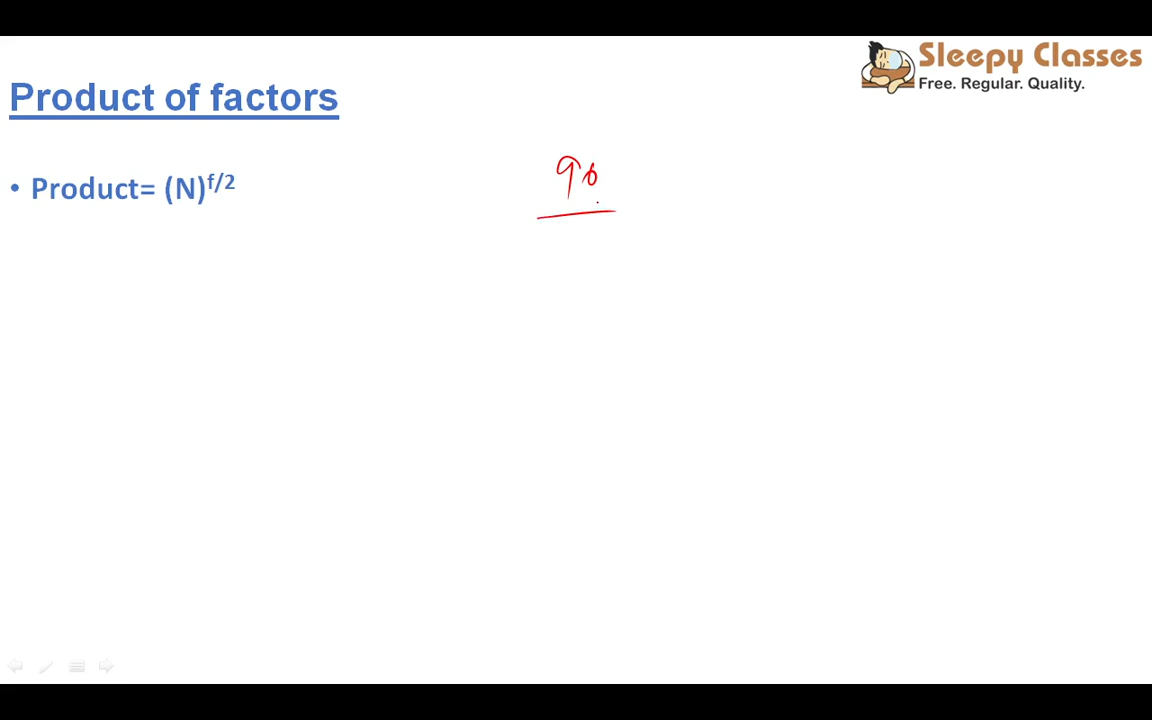 Sleepy Classes
Free. Regular. Quality.
Product of factors
• Product= (N)^f/2
96